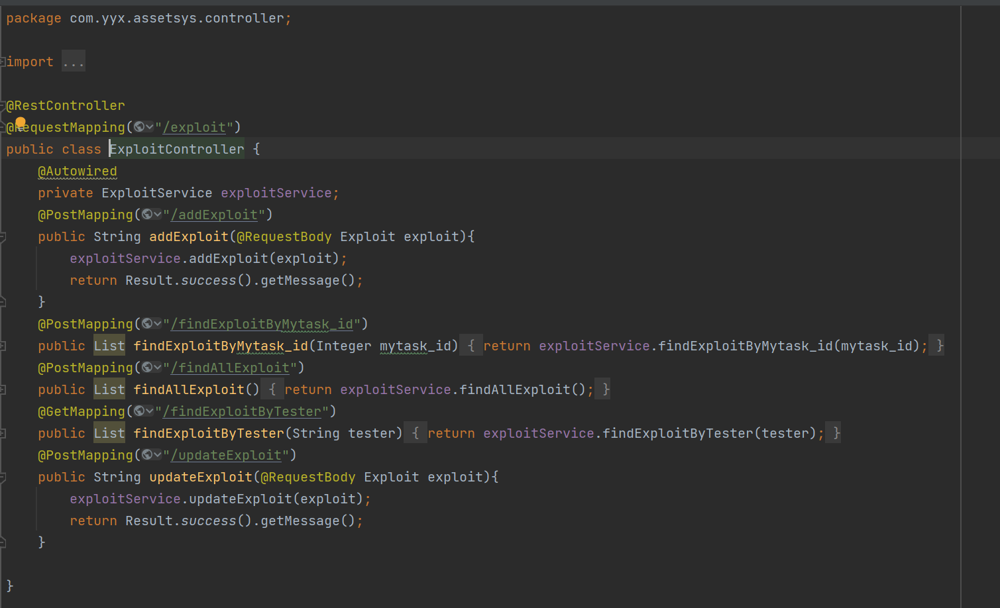 package com.yyx.assetsys.controller;
import ...
@RestController
@RequestMapping("/exploit")
public class ExploitController {
@Autowired
private ExploitService exploitService;
@PostMapping("/addExploit")
public String addExploit(@RequestBody Exploit exploit){
exploitService.addExploit(exploit);
return Result.success().getMessage();
}
@PostMapping("/findExploitByMytask_id")
public List findExploitByMytask_id(Integer mytask_id) { return exploitService.findExploitByMytask_id(mytask_id); }
@PostMapping("/findAllExploit")
public List findAllExploit() { return exploitService.findAllExploit(); }
@GetMapping("/findExploitByTester")
public List findExploitByTester(String tester) { return exploitService.findExploitByTester(tester); }
@PostMapping("/updateExploit")
public String updateExploit(@RequestBody Exploit exploit){
exploitService.updateExploit(exploit);
return Result.success().getMessage();
}
}